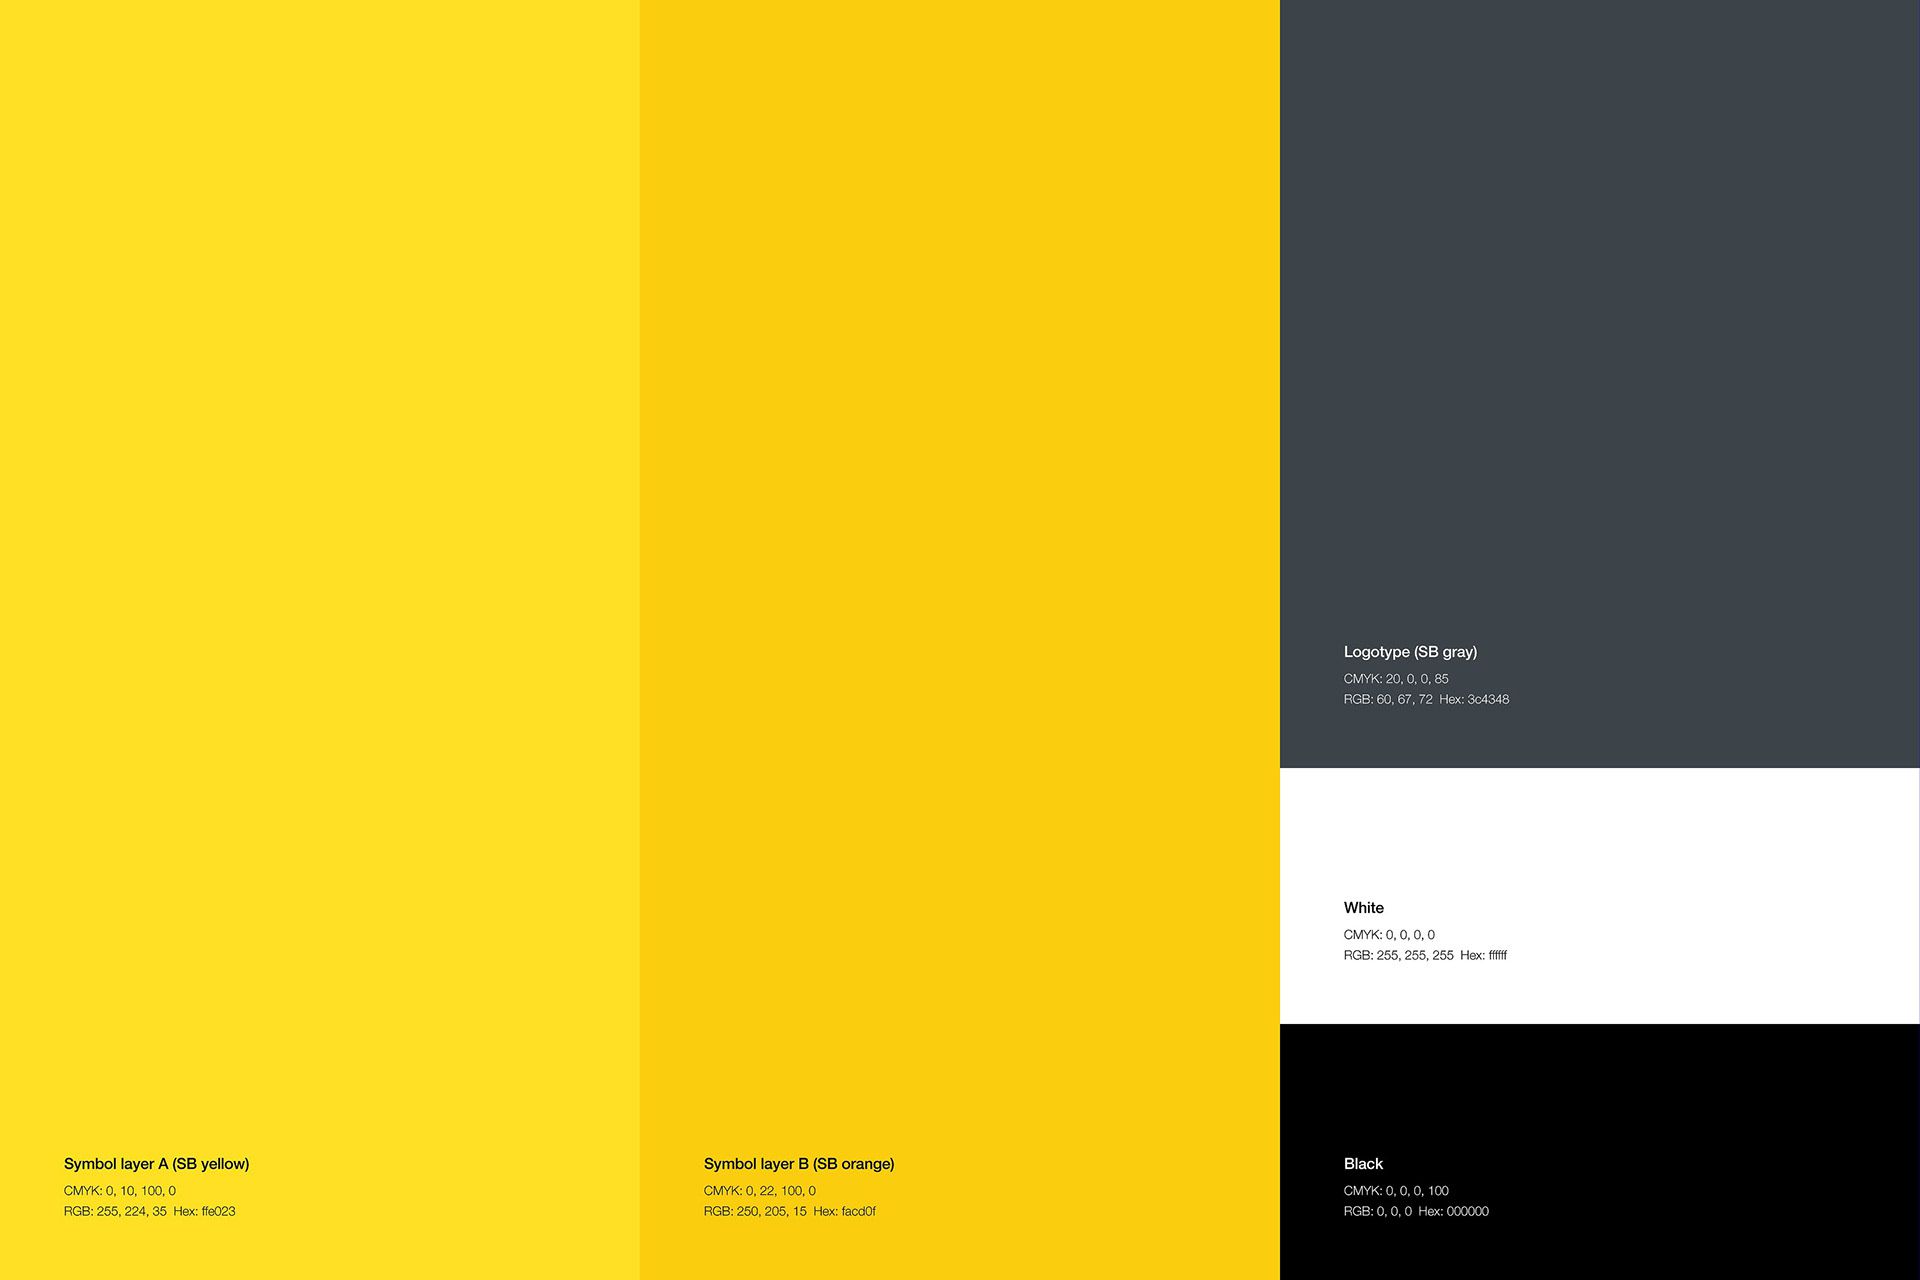 Symbol layer A (SB yellow)
CMYK: 0, 10, 100, 0
RGB: 255, 224, 35  Hex: ffe023
Symbol layer B (SB orange)
CMYK: 0, 22, 100, 0
RGB: 250, 205, 15  Hex: facd0f
Logotype (SB gray)
CMYK: 20, 0, 0, 85
RGB: 60, 67, 72  Hex: 3c4348
White
CMYK: 0, 0, 0, 0
RGB: 255, 255, 255  Hex: ffffff
Black
CMYK: 0, 0, 0, 100
RGB: 0, 0, 0  Hex: 000000